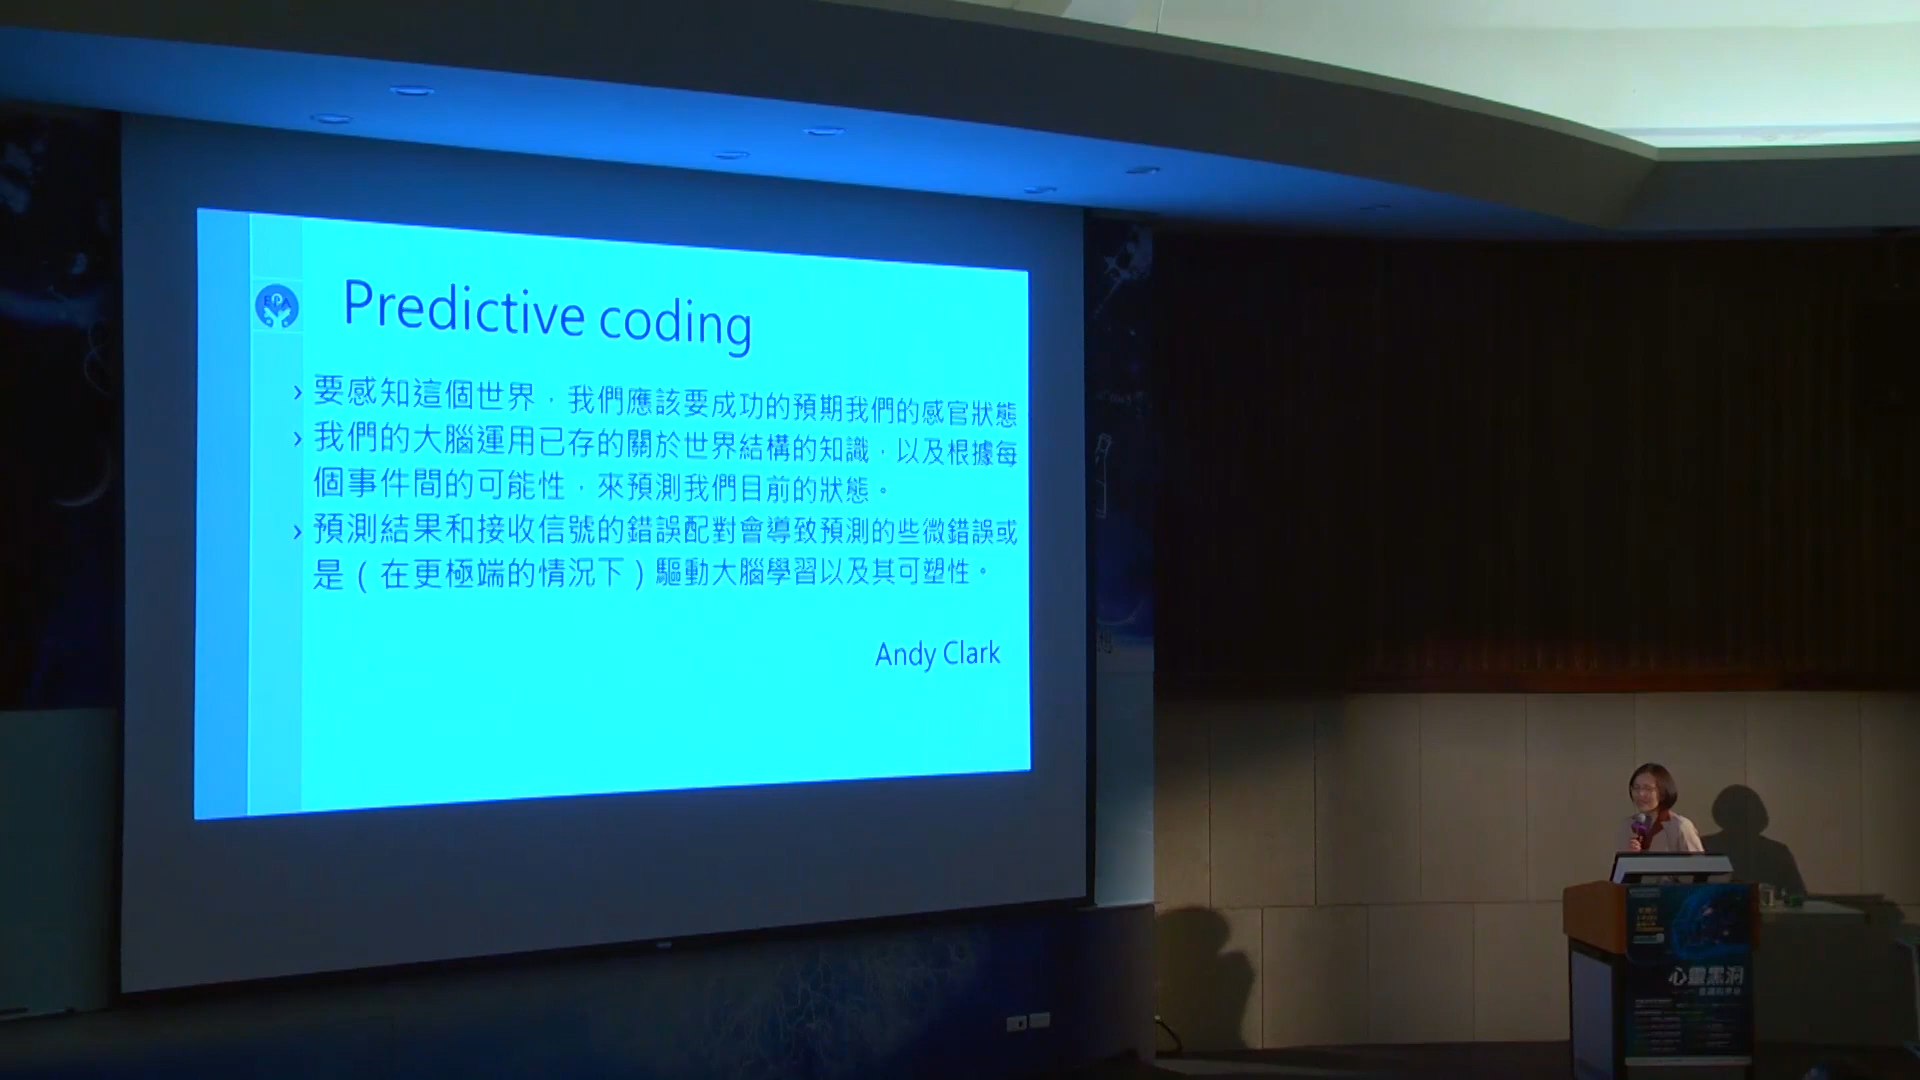 EPA
Predictive coding
› 要感知這個世界，我們應該要成功的預期我們的感官狀態
› 我們的大腦運用已存的關於世界結構的知識，以及根據每
個事件間的可能性，來預測我們目前的狀態。
› 預測結果和接收信號的錯誤配對會導致預測的些微錯誤或
是（在更極端的情況下）驅動大腦學習以及其可塑性。
Andy Clark
心靈黑洞